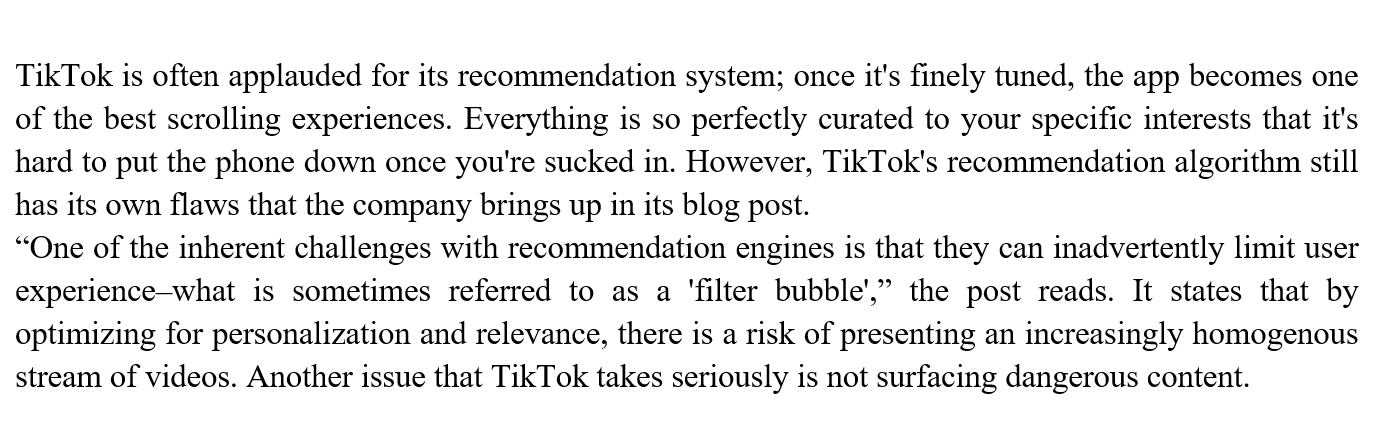 TikTok is often applauded for its recommendation system; once it's finely tuned, the app becomes one
of the best scrolling experiences. Everything is so perfectly curated to your specific interests that it's
hard to put the phone down once you're sucked in. However, TikTok's recommendation algorithm still
has its own flaws that the company brings up in its blog post.
“One of the inherent challenges with recommendation engines is that they can inadvertently limit user
experience–what is sometimes referred to as a 'filter bubble',” the post reads. It states that by
optimizing for personalization and relevance, there is a risk of presenting an increasingly homogenous
stream of videos. Another issue that TikTok takes seriously is not surfacing dangerous content.